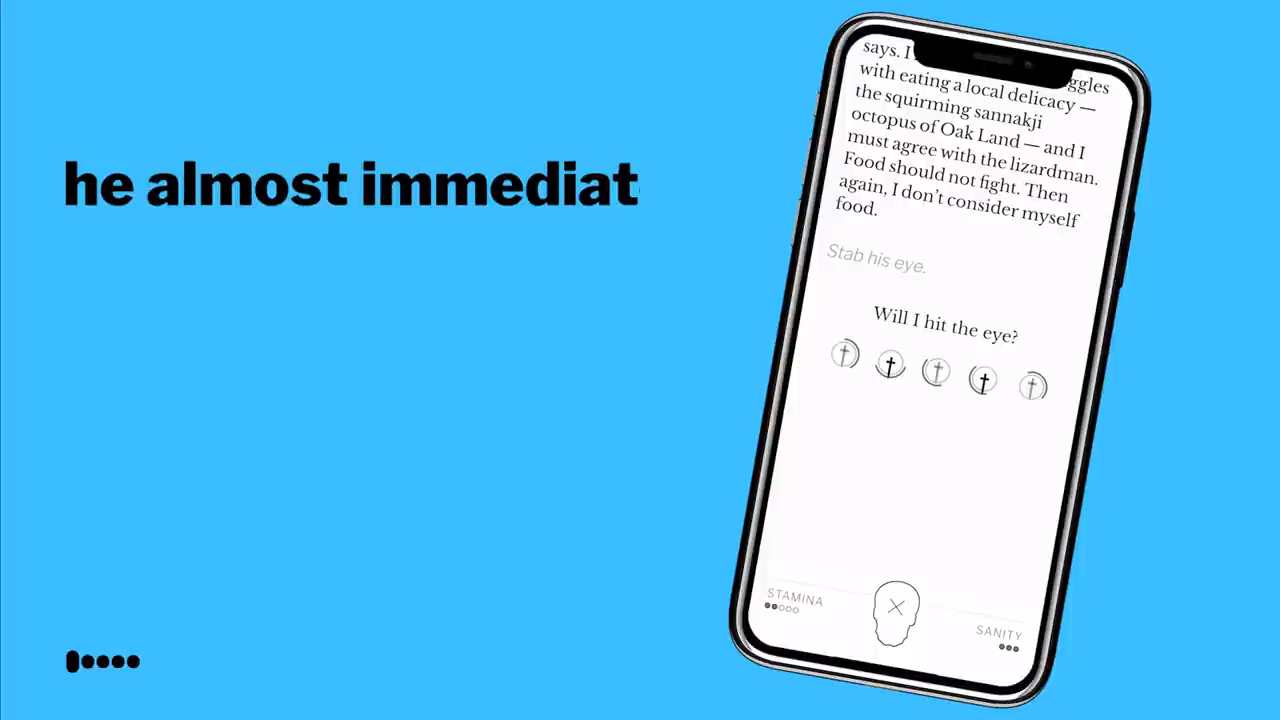 he almost immediat
says. I
ggles
with eating a local delicacy —
the squirming sannakji
octopus of Oak Land — and I
must agree with the lizardman.
Food should not fight. Then
again, I don’t consider myself
food.
Stab his eye.
Will I hit the eye?
STAMINA
SANITY